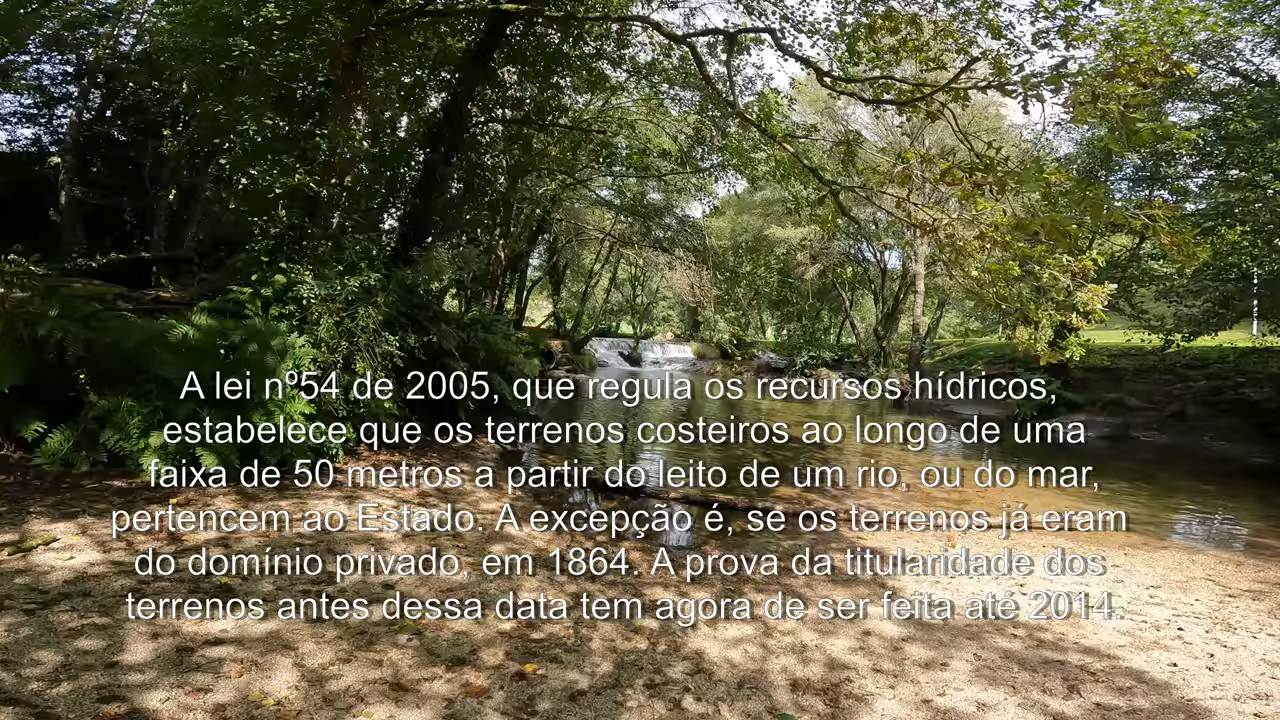 A lei nº54 de 2005, que regula os recursos hídricos,
estabelece que os terrenos costeiros ao longo de uma
faixa de 50 metros a partir do leito de um rio, ou do mar,
pertencem ao Estado. A excepção é, se os terrenos já eram
do domínio privado, em 1864. A prova da titularidade dos
terrenos antes dessa data tem agora de ser feita até 2014.